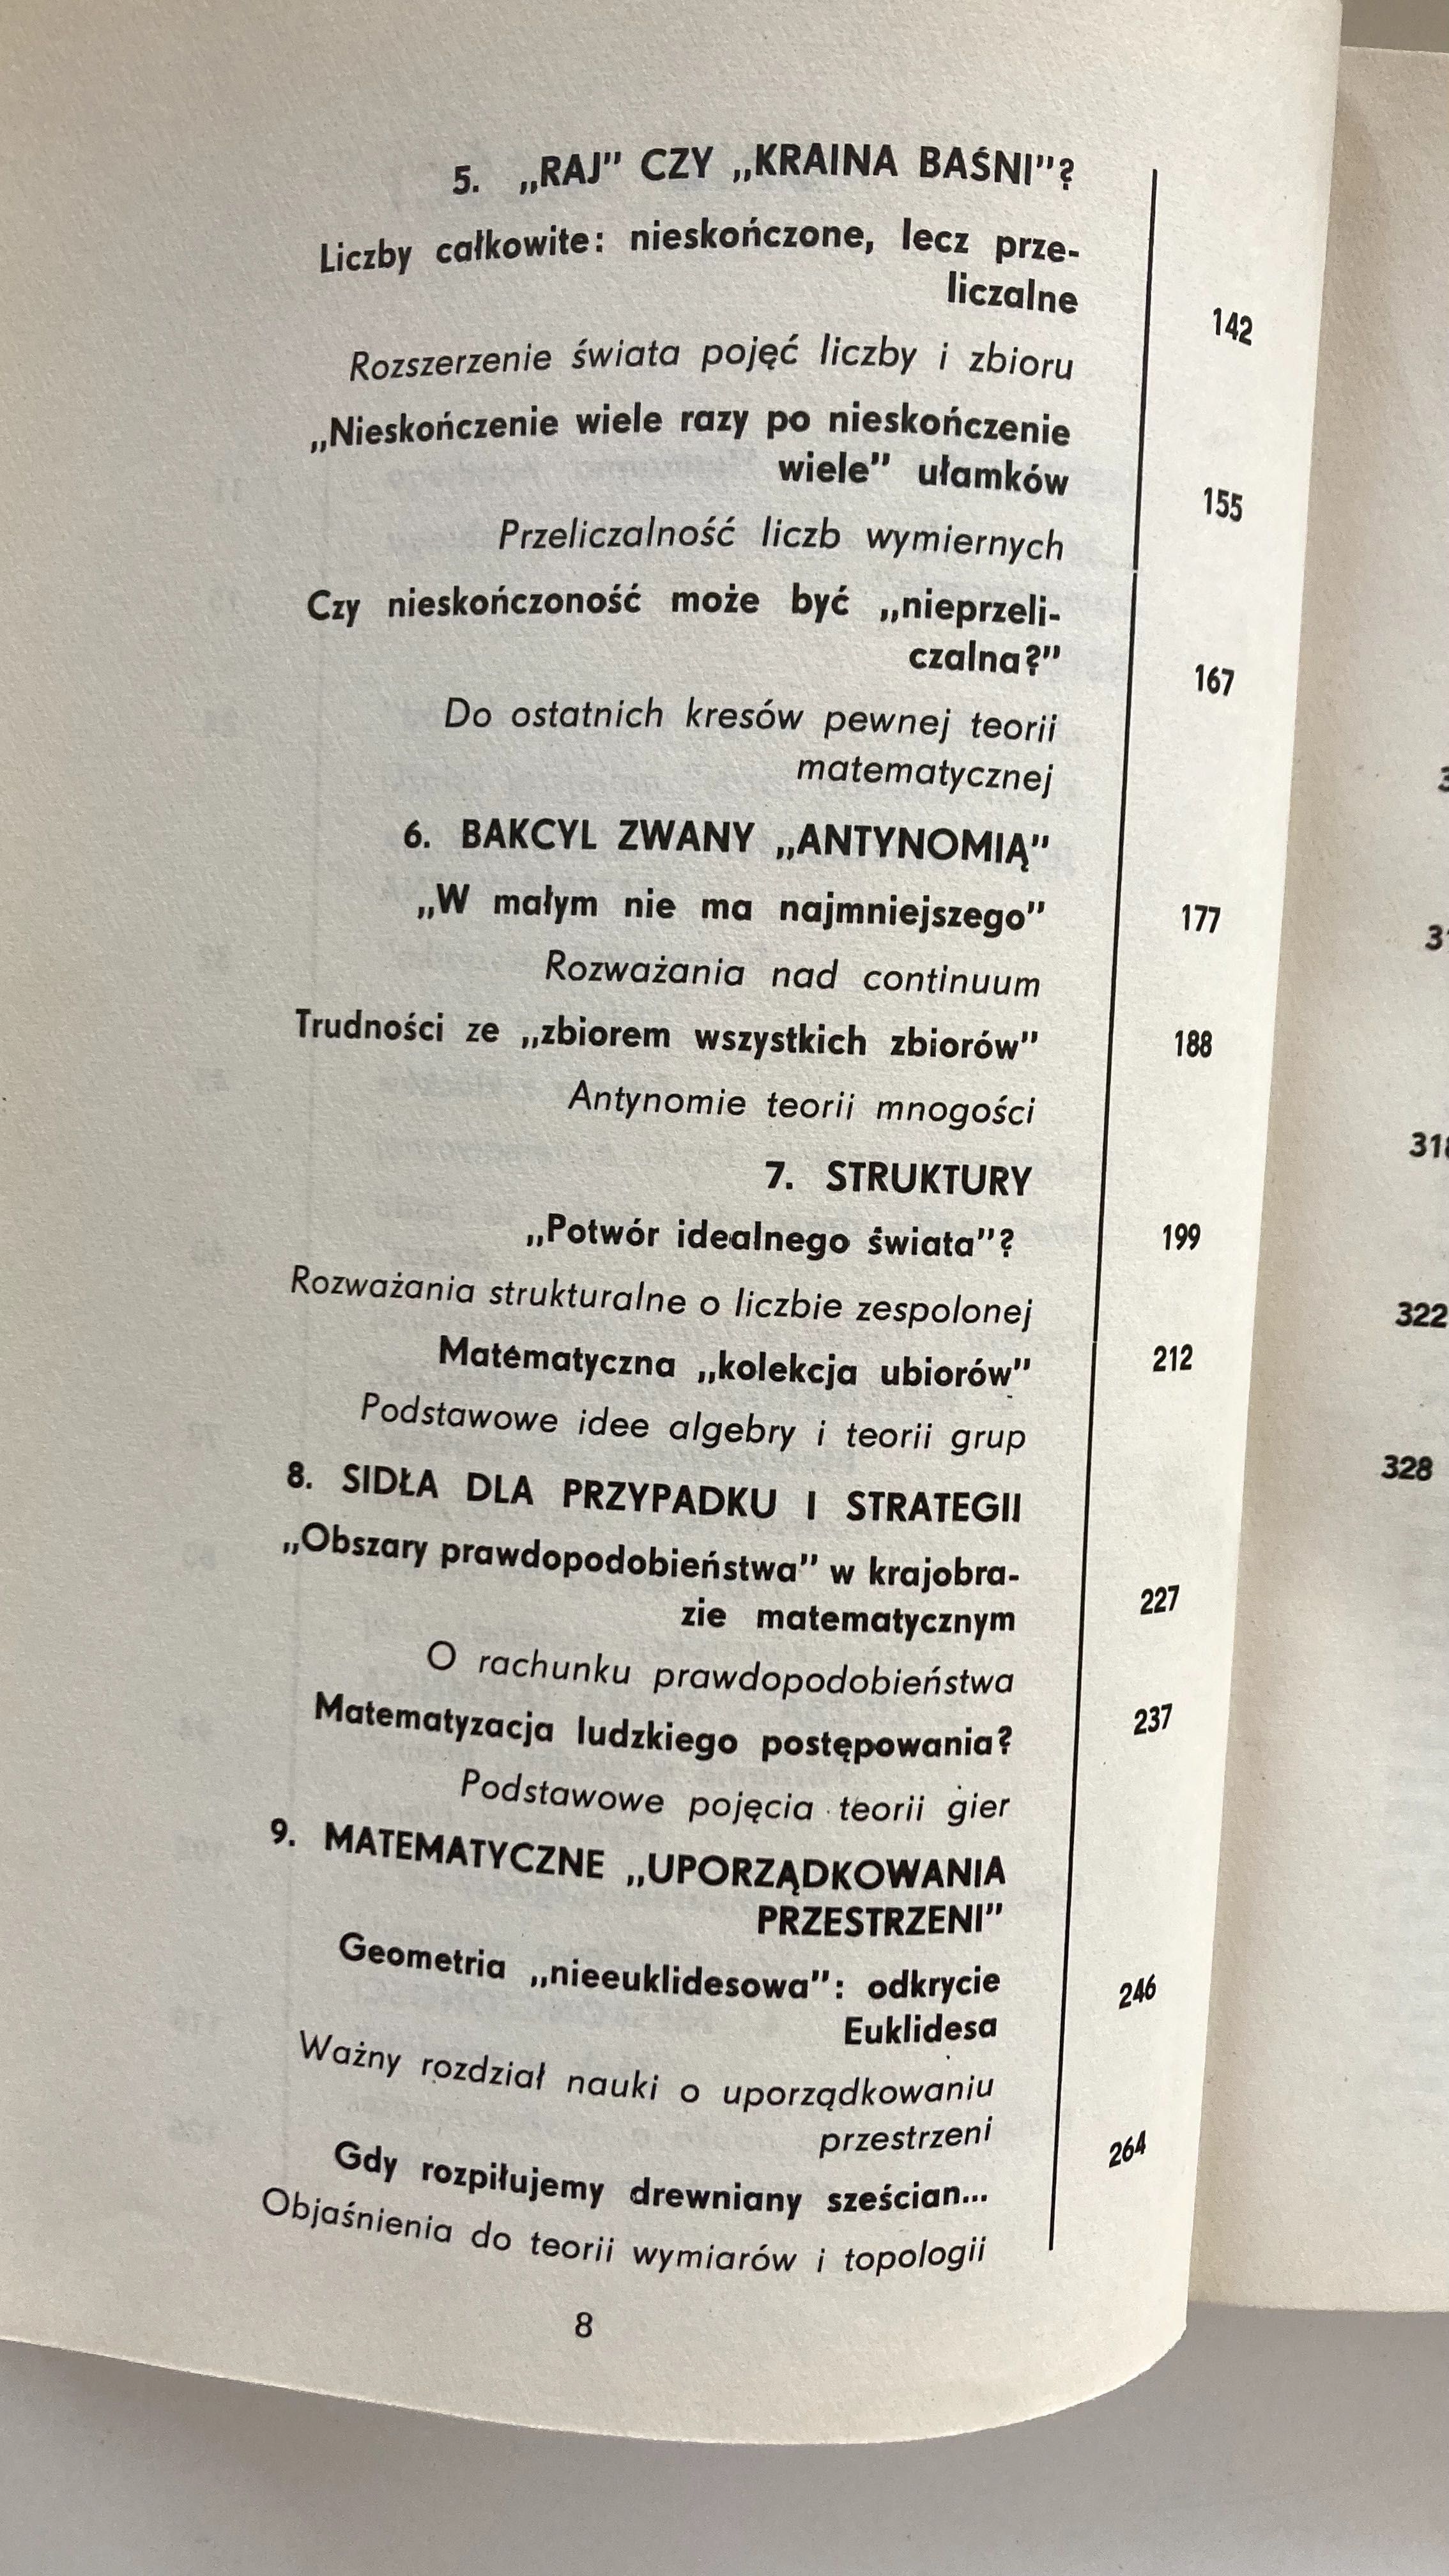 5. „RAJ” CZY „KRAINA BAŚNI”?
Liczby całkowite: nieskończone, lecz prze-
liczalne 142
Rozszerzenie świata pojęć liczby i zbioru
„Nieskończenie wiele razy po nieskończenie
wiele” ułamków 155
Przeliczalność liczb wymiernych
Czy nieskończoność może być „nieprzeli-
czalna?” 167
Do ostatnich kresów pewnej teorii
matematycznej
6. BAKCYL ZWANY „ANTYNOMIĄ”
„W małym nie ma najmniejszego” 177
Rozważania nad continuum
Trudności ze „zbiorem wszystkich zbiorów” 188
Antynomie teorii mnogości
7. STRUKTURY
„Potwór idealnego świata”? 199
Rozważania strukturalne o liczbie zespolonej
Matematyczna „kolekcja ubiorów” 212
Podstawowe idee algebry i teorii grup
8. SIDŁA DLA PRZYPADKU I STRATEGII
„Obszary prawdopodobieństwa” w krajobra-
zie matematycznym 227
O rachunku prawdopodobieństwa
Matematyzacja ludzkiego postępowania? 237
Podstawowe pojęcia teorii gier
9. MATEMATYCZNE „UPORZĄDKOWANIA
PRZESTRZENI”
Geometria „nieeuklidesowa”: odkrycie 246
Euklidesa
Ważny rozdział nauki o uporządkowaniu
przestrzeni
Gdy rozpiłujemy drewniany sześcian... 264
Objaśnienia do teorii wymiarów i topologii
8
318
322
328